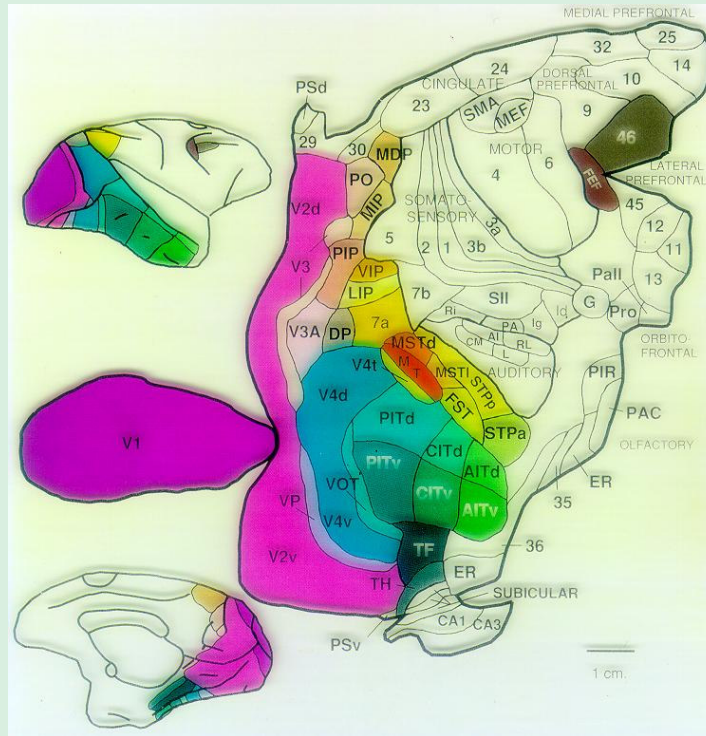 MEDIAL PREFRONTAL
25
32
14
24
DORSAL
PREFRONTAL
10
CINGULATE
PSd
23
SMA
MEF
9
46
29
30
MDP
MOTOR
6
4
LATERAL
PREFRONTAL
FEF
PO
V2d
MIP
SOMATO-
SENSORY
3a
45
12
5
2
1
3b
11
V3
PIP
VIP
LIP
7b
SII
Pall
13
Ri
Id
G
Ig
Pro
PA
AI
CM
RL
L
V3A
DP
7a
MSTd
AUDITORY
ORBITO-
FRONTAL
V4t
M
T
MSTl
STPp
PIR
V4d
FST
PITd
STPa
PAC
V1
CITd
OLFACTORY
PITv
AITd
ER
VOT
CITv
AITv
35
VP
V4v
36
V2v
TF
ER
TH
SUBICULAR
CA1
CA3
PSv
1 cm.